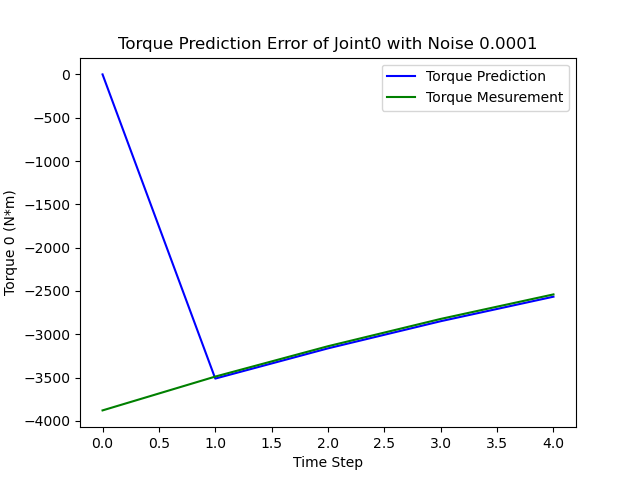 Torque Prediction Error of Joint0 with Noise 0.0001
Torque Prediction
Torque Mesurement
Torque 0 (N*m)
0
−500
−1000
−1500
−2000
−2500
−3000
−3500
−4000
0.0 0.5 1.0 1.5 2.0 2.5 3.0 3.5 4.0
Time Step